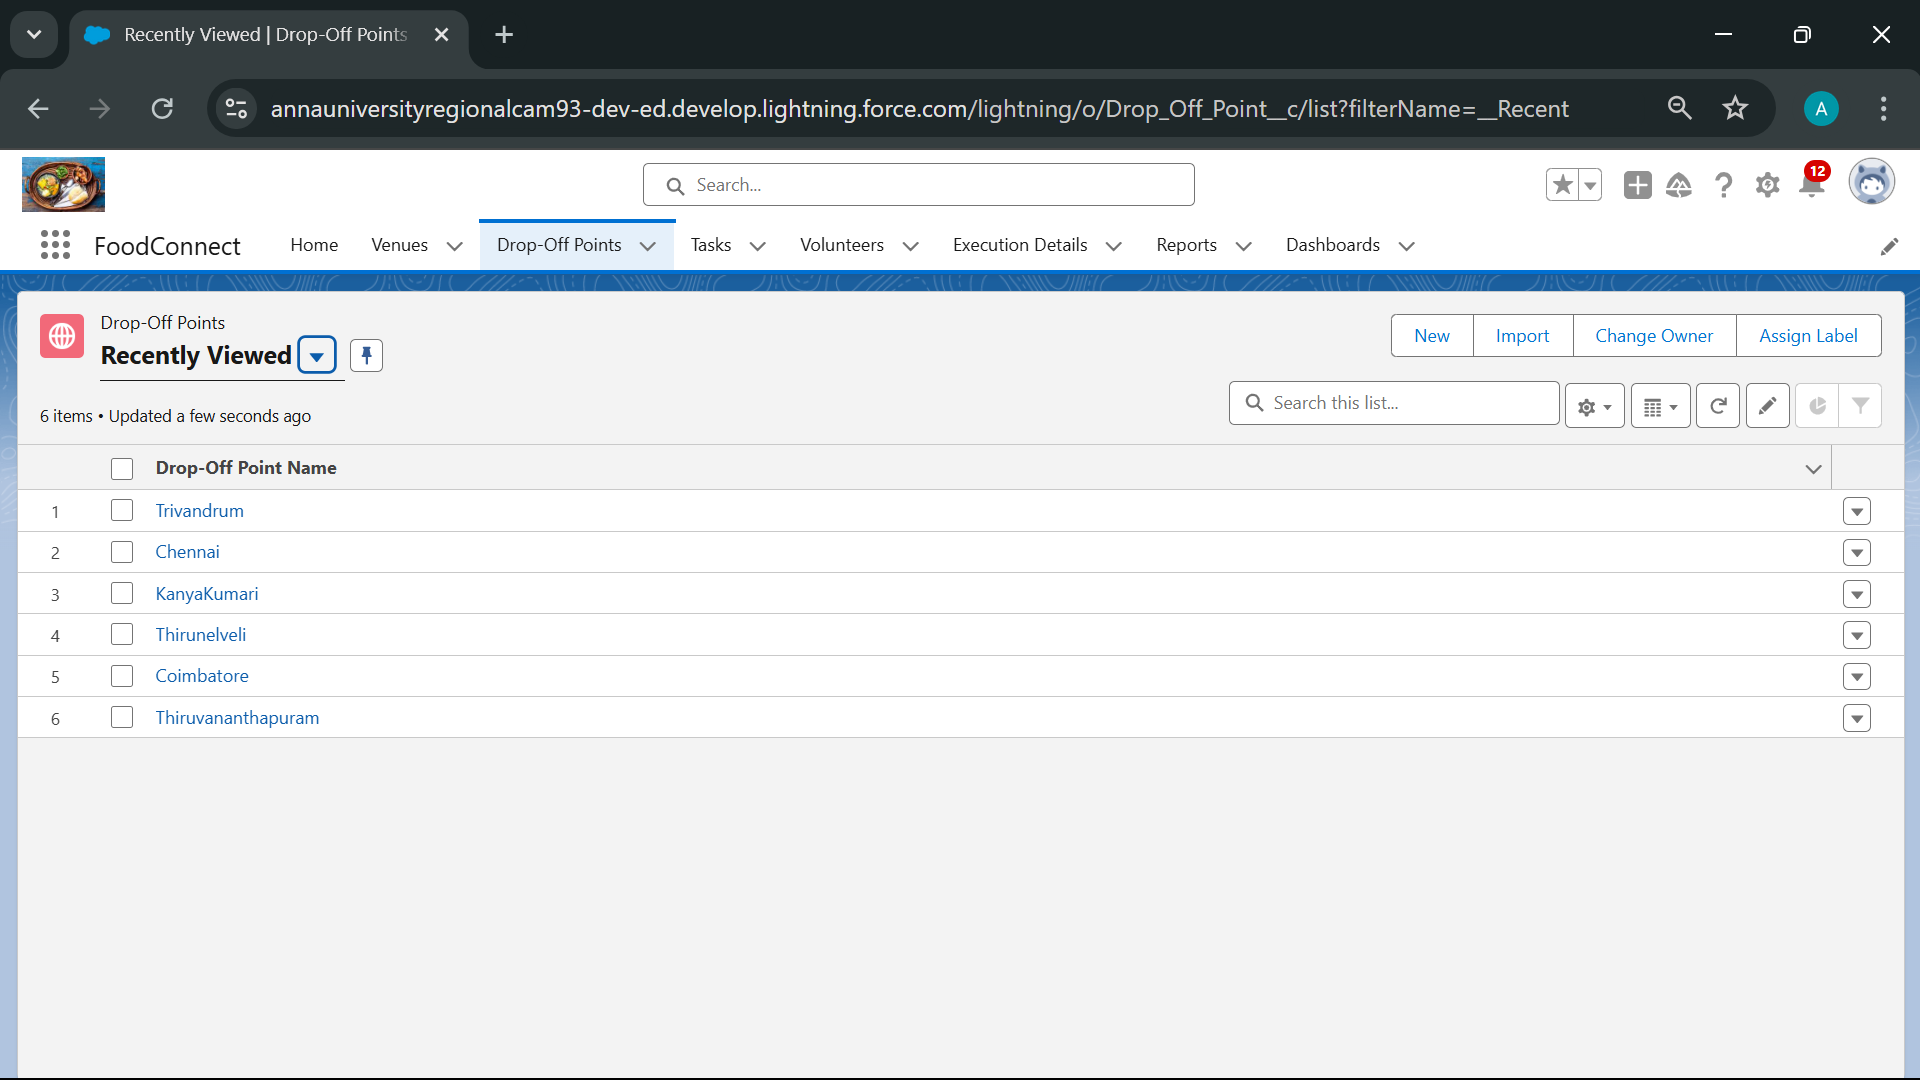 Recently Viewed | Drop-Off Points
annauniversityregionalcam93-dev-ed.develop.lightning.force.com/lightning/o/Drop_Off_Point__c/list?filterName=__Recent
A
Search...
12
FoodConnect
Home
Venues
Drop-Off Points
Tasks
Volunteers
Execution Details
Reports
Dashboards
Drop-Off Points
Recently Viewed
New
Import
Change Owner
Assign Label
6 items • Updated a few seconds ago
Search this list...
Drop-Off Point Name
1 Trivandrum
2 Chennai
3 KanyaKumari
4 Thirunelveli
5 Coimbatore
6 Thiruvananthapuram